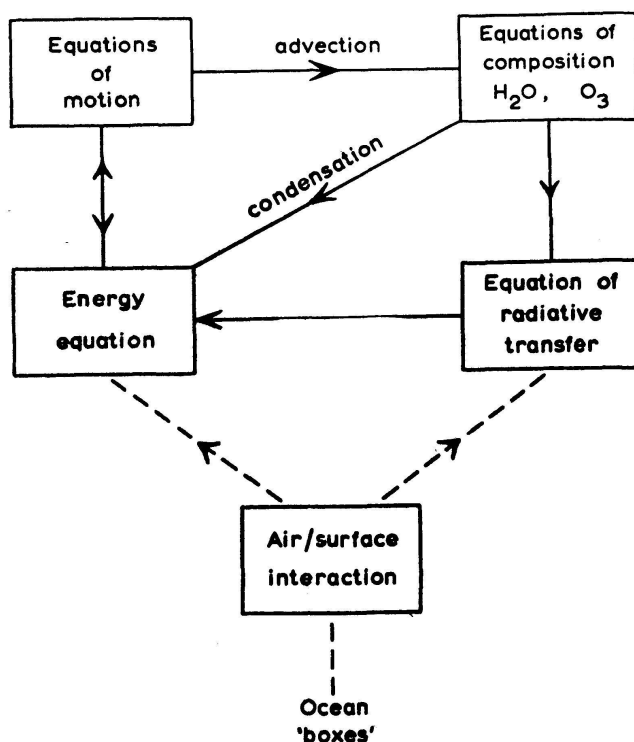 Equations
of
motion
advection
Equations of
composition
H₂O, O₃
condensation
Energy
equation
Equation of
radiative
transfer
Air/surface
interaction
Ocean
'boxes'